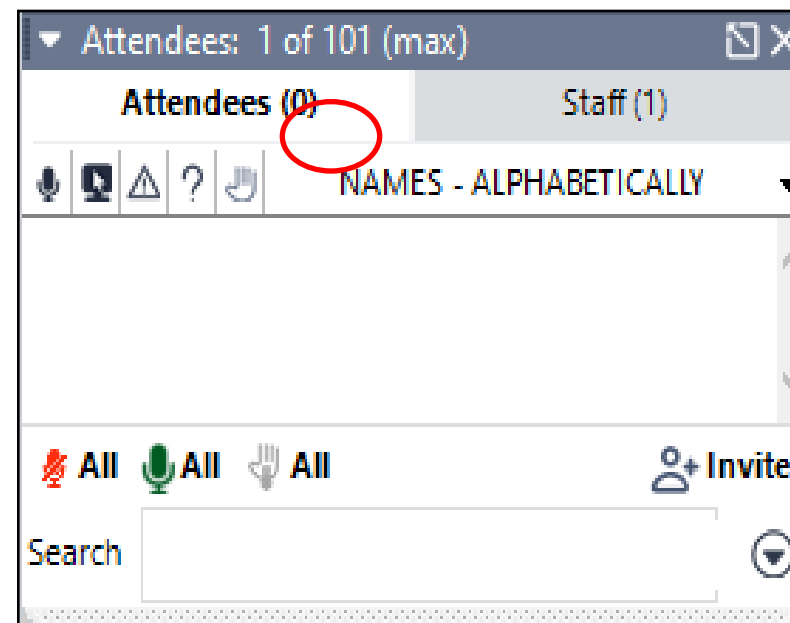 Attendees: 1 of 101 (max)
Attendees (0) Staff (1)
? NAMES - ALPHABETICALLY
All All All Invite
Search